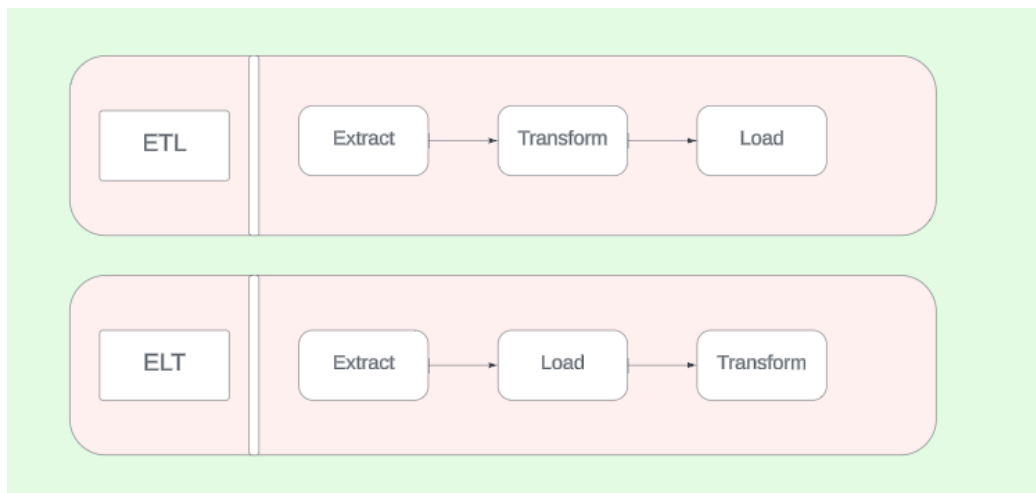 ETL
Extract
Transform
Load
ELT
Extract
Load
Transform